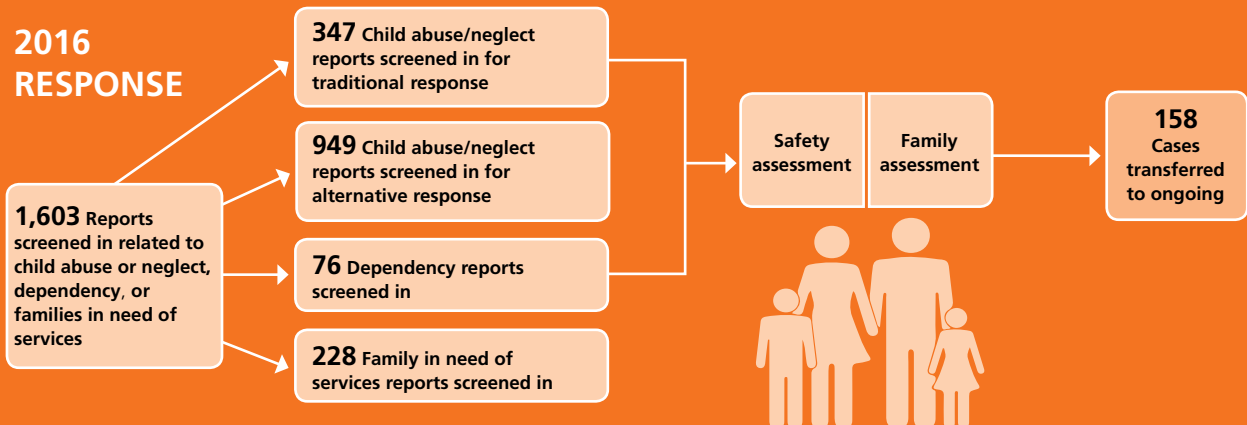 2016
RESPONSE
1,603 Reports
screened in related to
child abuse or neglect,
dependency, or
families in need of
services
347 Child abuse/neglect
reports screened in for
traditional response
949 Child abuse/neglect
reports screened in for
alternative response
76 Dependency reports
screened in
228 Family in need of
services reports screened in
Safety
assessment
Family
assessment
158
Cases
transferred
to ongoing